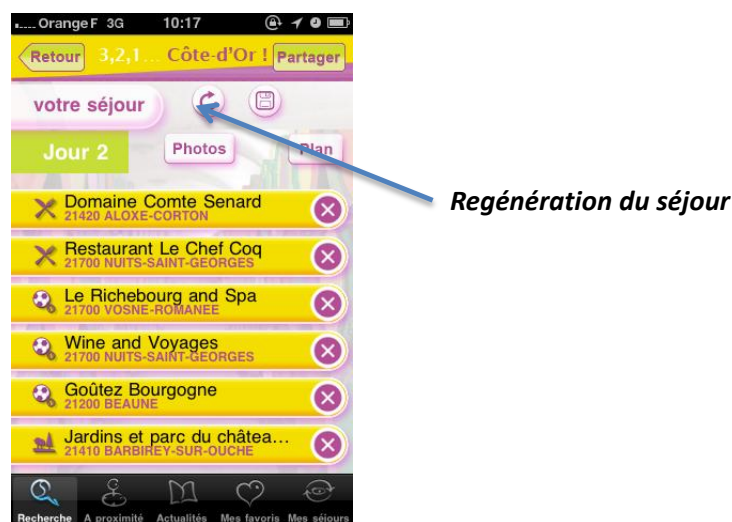 Orange F 3G 10:17
Retour 3,2,1... Côte-d'Or ! Partager
votre séjour
Jour 2 Photos Plan
Domaine Comte Senard
21420 ALOXE-CORTON
Restaurant Le Chef Coq
21700 NUITS-SAINT-GEORGES
Le Richebourg and Spa
21700 VOSNE-ROMANEE
Wine and Voyages
21700 NUITS-SAINT-GEORGES
Goûtez Bourgogne
21200 BEAUNE
Jardins et parc du châtea...
21410 BARBIREY-SUR-OUCHE
Recherche A proximité Actualités Mes favoris Mes séjours
Regénération du séjour